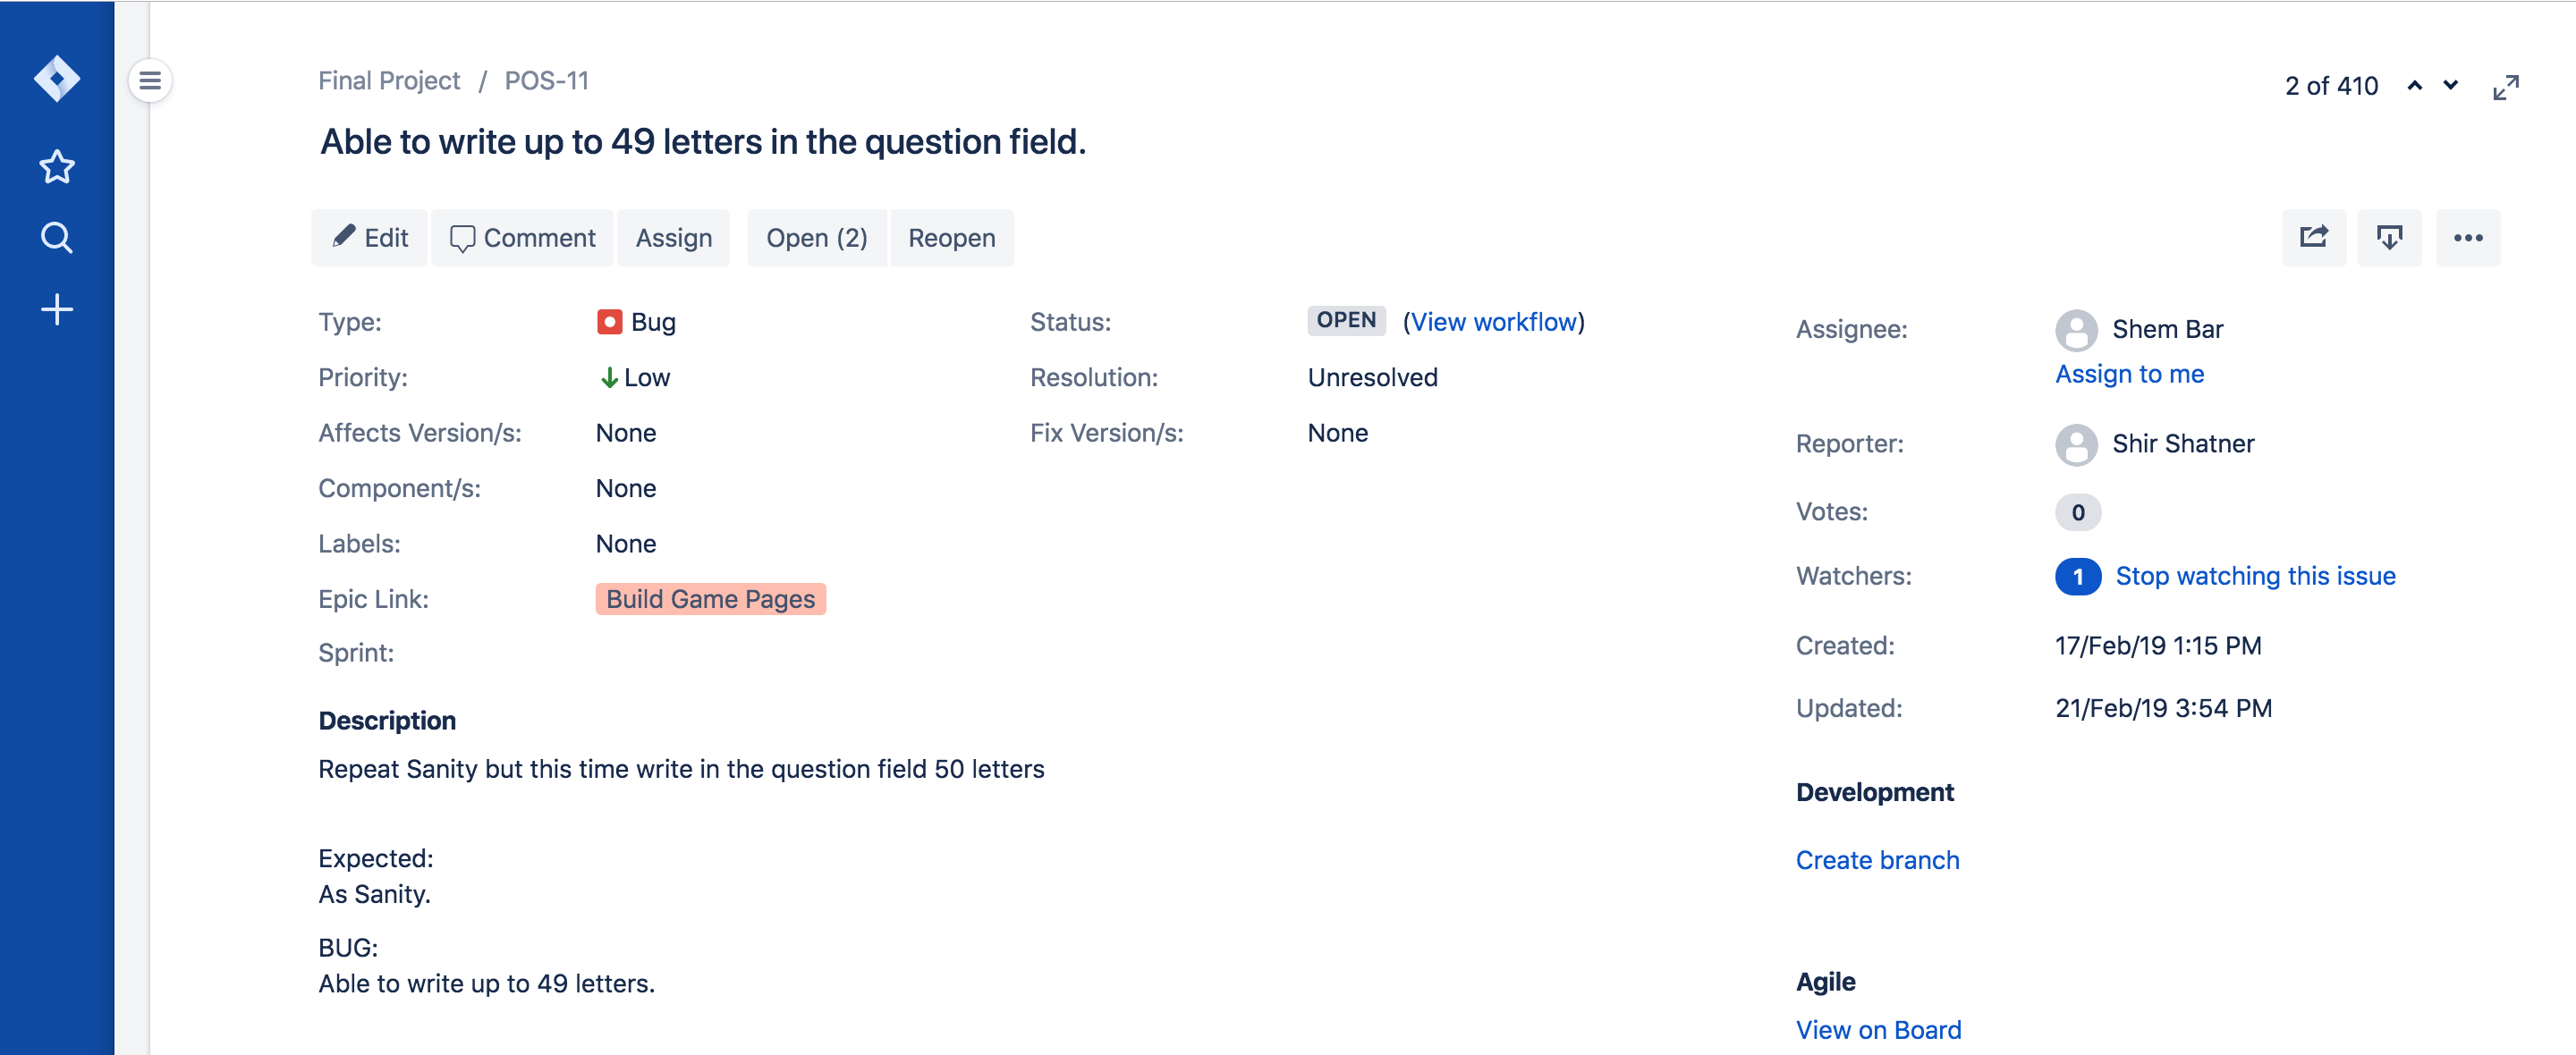 Final Project / POS-11
2 of 410
Able to write up to 49 letters in the question field.
Edit Comment Assign Open (2) Reopen
Type: Bug
Priority: Low
Affects Version/s: None
Component/s: None
Labels: None
Epic Link: Build Game Pages
Sprint:
Status: OPEN (View workflow)
Resolution: Unresolved
Fix Version/s: None
Description
Repeat Sanity but this time write in the question field 50 letters
Expected:
As Sanity.
BUG:
Able to write up to 49 letters.
Assignee: Shem Bar
Assign to me
Reporter: Shir Shatner
Votes: 0
Watchers: 1 Stop watching this issue
Created: 17/Feb/19 1:15 PM
Updated: 21/Feb/19 3:54 PM
Development
Create branch
Agile
View on Board